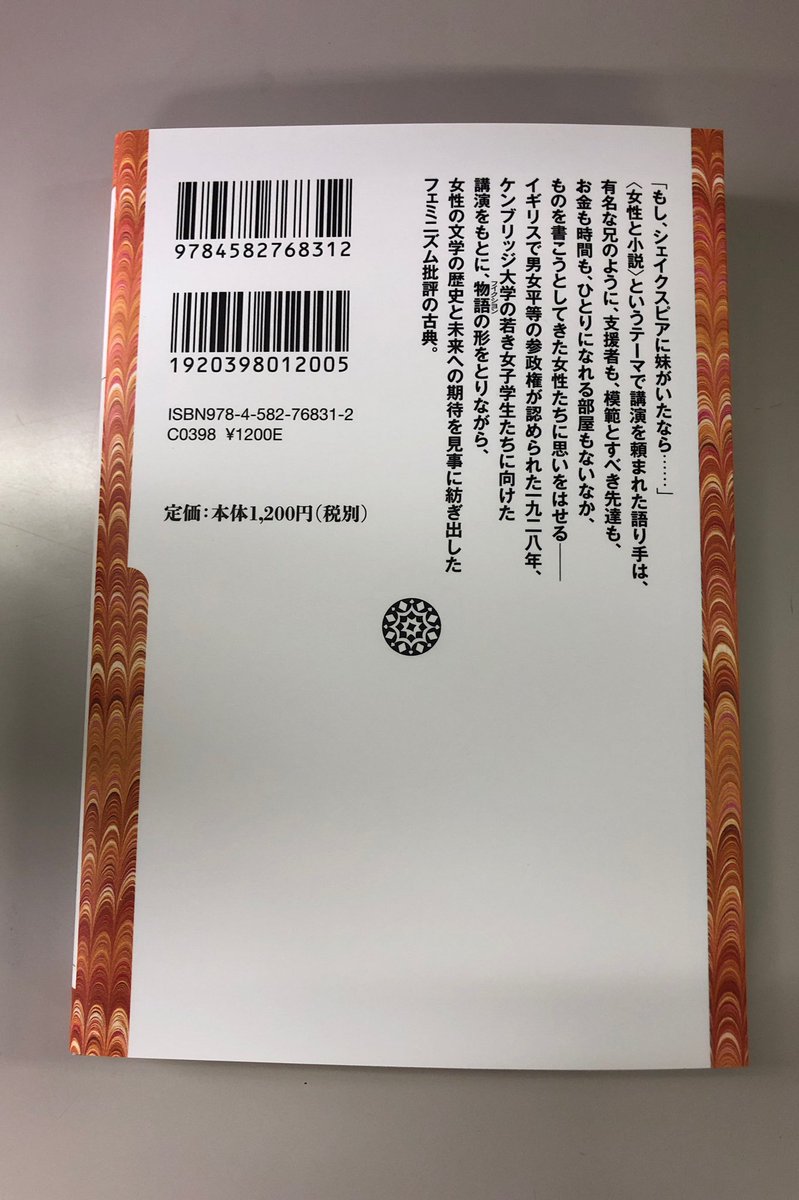 「もし、シェイクスピアに妹がいたなら……」
〈女性と小説〉というテーマで講演を頼まれた語り手は、
有名な兄のように、支援者も、模範とすべき先達も、
お金も時間も、ひとりになれる部屋もないなか、
ものを書こうとしてきた女性たちに思いをはせる——
イギリスで男女平等の参政権が認められた一九二八年、
ケンブリッジ大学の若き女子学生たちに向けた
講演をもとに、物語の形をとりながら、
フィクション
女性の文学の歴史と未来への期待を見事に紡ぎ出した
フェミニズム批評の古典。
9784582768312
1920398012005
ISBN978-4-582-76831-2
C0398 ¥1200E
定価：本体1,200円（税別）